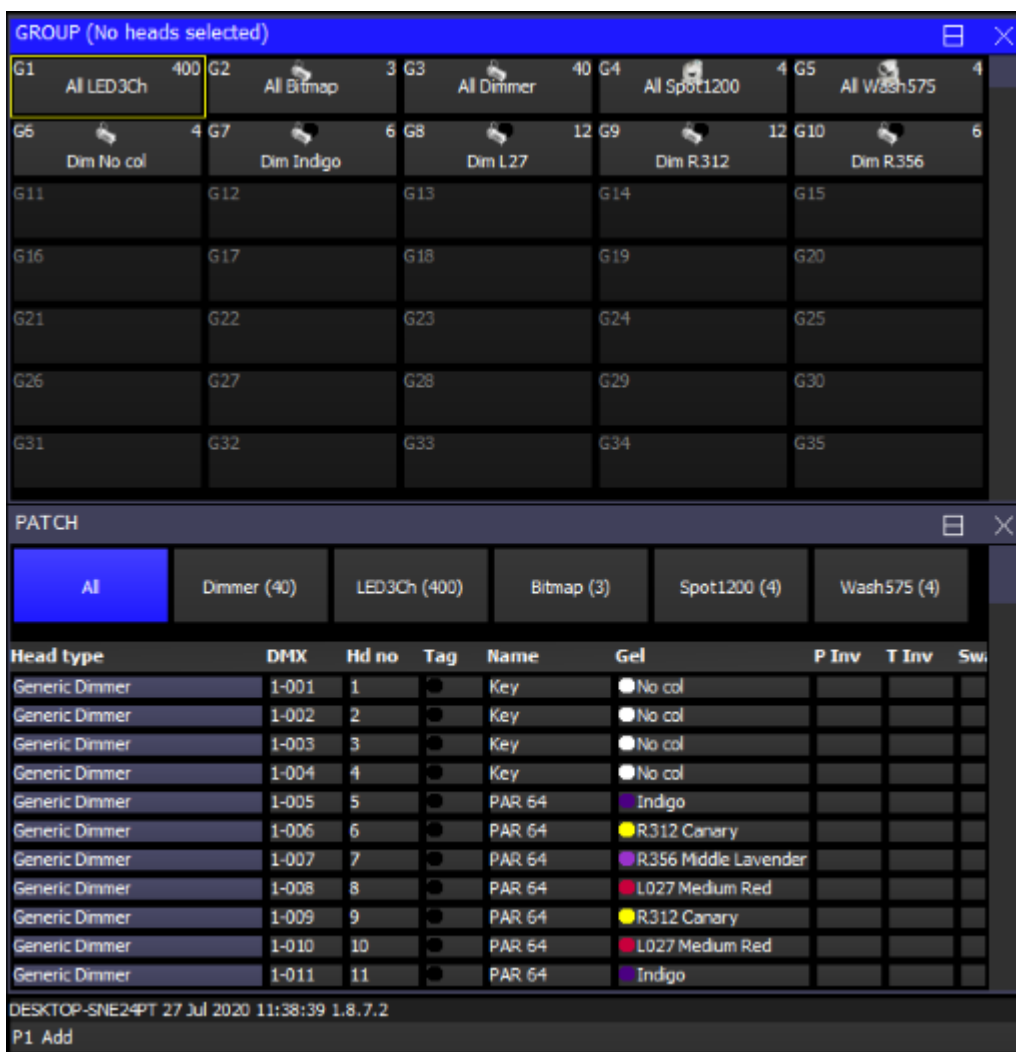 GROUP (No heads selected)
G1 400 G2 3 G3 40 G4 4 G5 4
All LED3Ch All Bitmap All Dimmer All Spot1200 All Wash575
G6 4 G7 6 G8 12 G9 12 G10 6
Dim No col Dim Indigo Dim L27 Dim R312 Dim R356
G11 G12 G13 G14 G15
G16 G17 G18 G19 G20
G21 G22 G23 G24 G25
G26 G27 G28 G29 G30
G31 G32 G33 G34 G35
PATCH
All Dimmer (40) LED3Ch (400) Bitmap (3) Spot1200 (4) Wash575 (4)
Head type DMX Hd no Tag Name Gel P Inv T Inv
Generic Dimmer 1-001 1 Key No col
Generic Dimmer 1-002 2 Key No col
Generic Dimmer 1-003 3 Key No col
Generic Dimmer 1-004 4 Key No col
Generic Dimmer 1-005 5 PAR 64 Indigo
Generic Dimmer 1-006 6 PAR 64 R312 Canary
Generic Dimmer 1-007 7 PAR 64 R356 Middle Lavender
Generic Dimmer 1-008 8 PAR 64 L027 Medium Red
Generic Dimmer 1-009 9 PAR 64 R312 Canary
Generic Dimmer 1-010 10 PAR 64 L027 Medium Red
Generic Dimmer 1-011 11 PAR 64 Indigo
DESKTOP-SNE24PT 27 Jul 2020 11:38:39 1.8.7.2
P1 Add